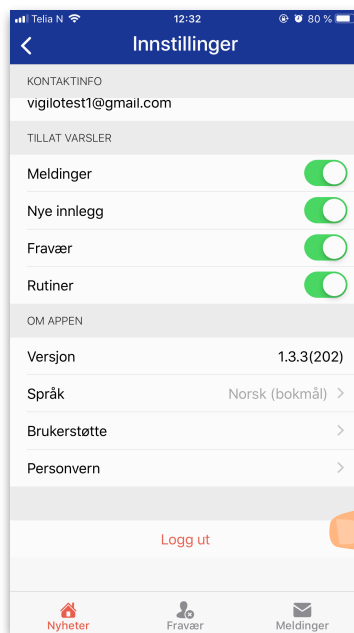 Telia N 12:32 80 %
Innstillinger
KONTAKTINFO
vigilotest1@gmail.com
TILLAT VARSLER
Meldinger
Nye innlegg
Fravær
Rutiner
OM APPEN
Versjon 1.3.3(202)
Språk Norsk (bokmål)
Brukerstøtte
Personvern
Logg ut
Nyheter Fravær Meldinger